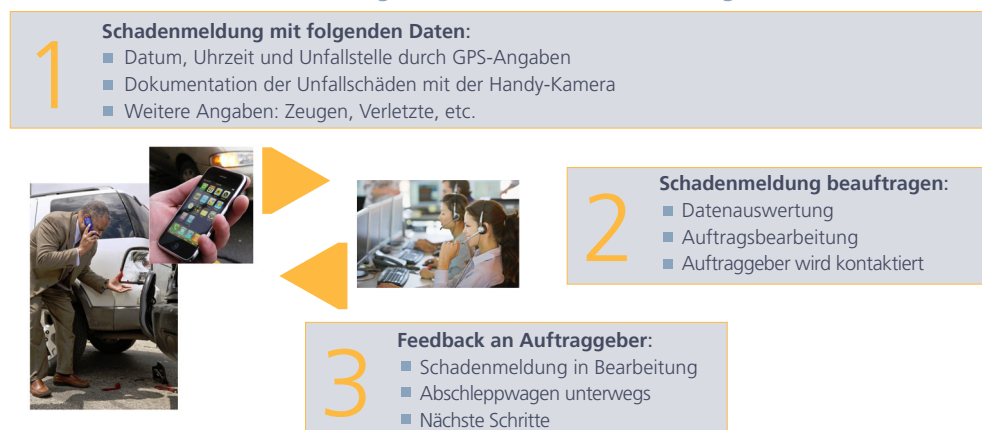 1
Schadenmeldung mit folgenden Daten:
■ Datum, Uhrzeit und Unfallstelle durch GPS-Angaben
■ Dokumentation der Unfallschäden mit der Handy-Kamera
■ Weitere Angaben: Zeugen, Verletzte, etc.
2
Schadenmeldung beauftragen:
■ Datenauswertung
■ Auftragsbearbeitung
■ Auftraggeber wird kontaktiert
3
Feedback an Auftraggeber:
■ Schadenmeldung in Bearbeitung
■ Abschleppwagen unterwegs
■ Nächste Schritte